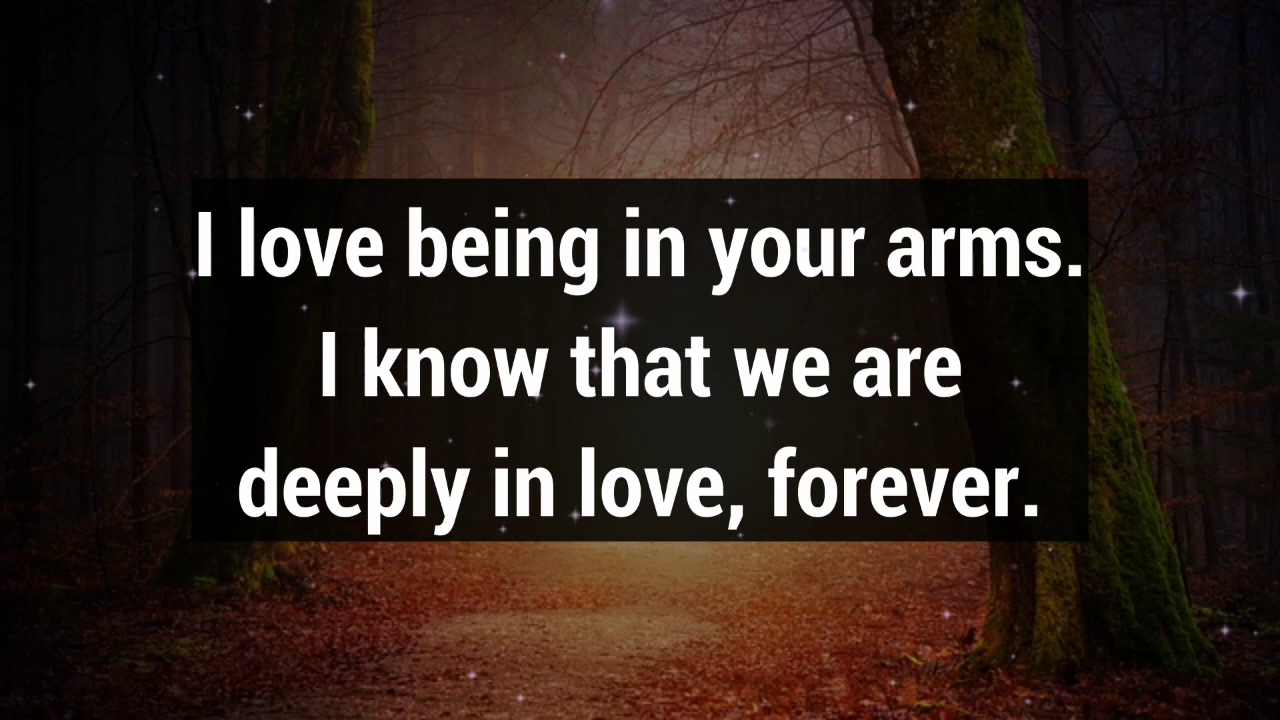 I love being in your arms.
I know that we are
deeply in love, forever.